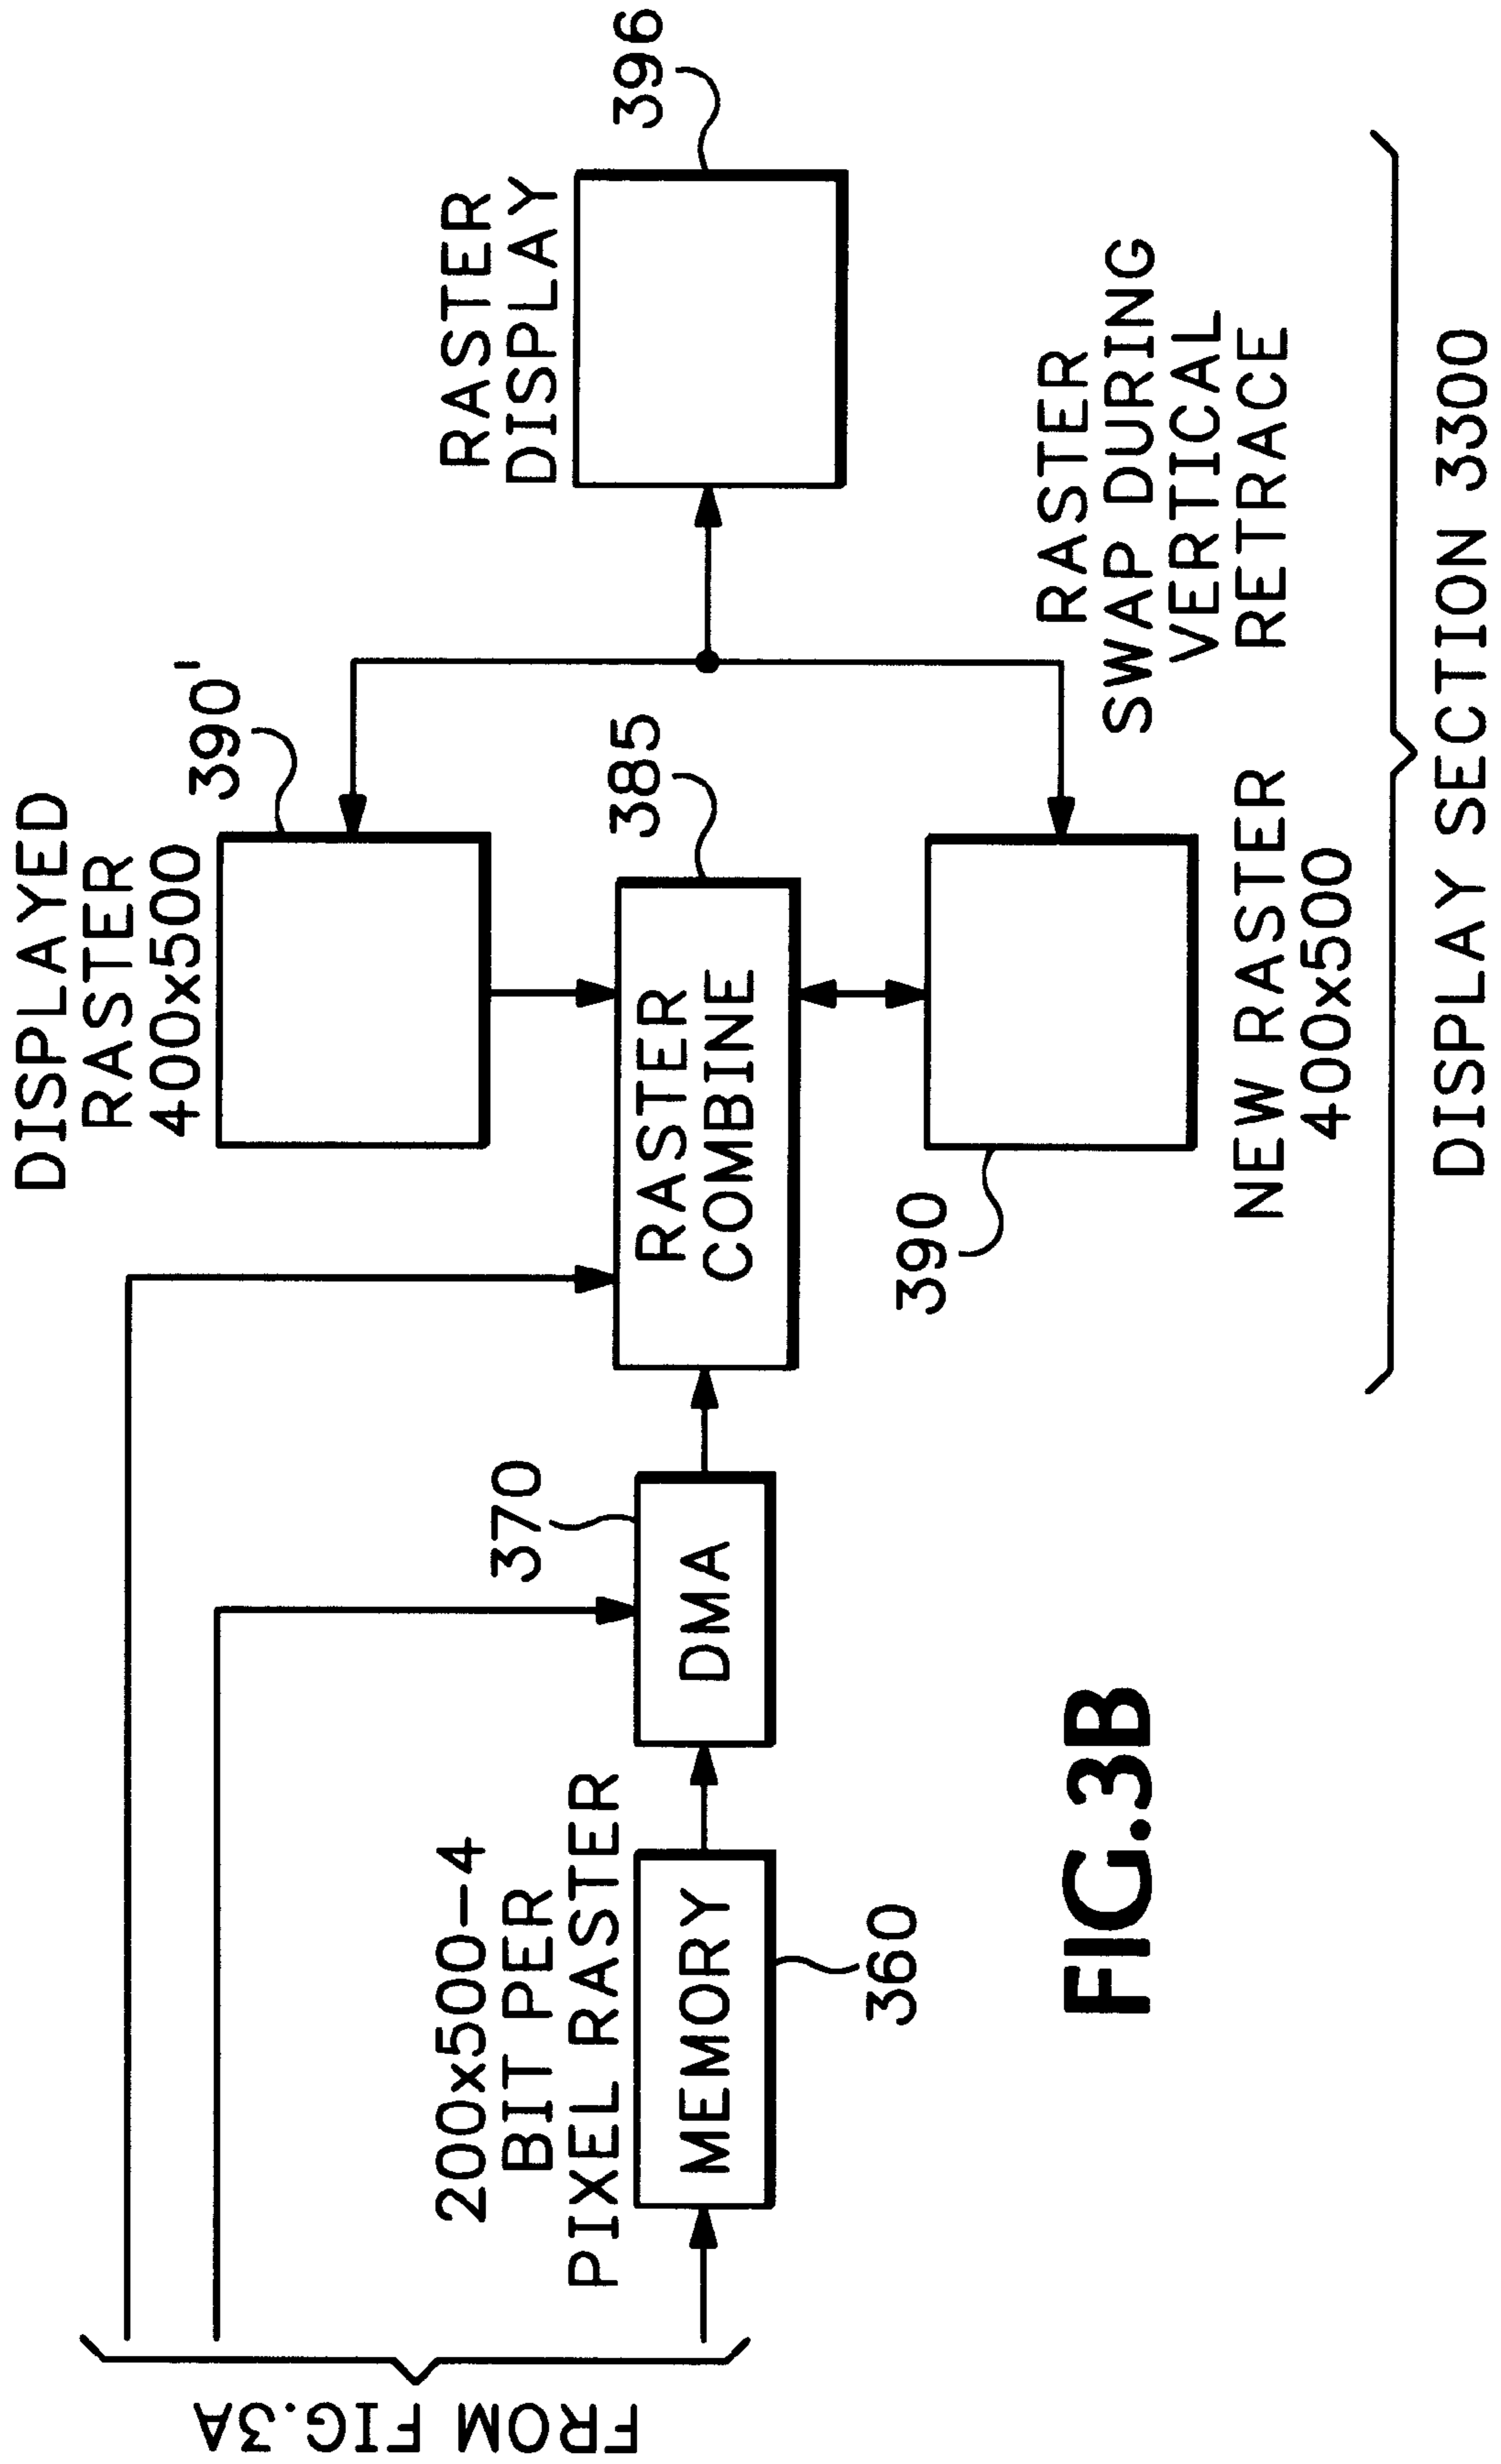 FROM FIG.3A
200x500-4
BIT PER
PIXEL RASTER
MEMORY
360
DMA
370
DISPLAYED
RASTER
400x500
390'
RASTER
COMBINE
385
390
NEW RASTER
400x500
RASTER
DISPLAY
396
RASTER
SWAP DURING
VERTICAL
RETRACE
DISPLAY SECTION 3300
FIG.3B